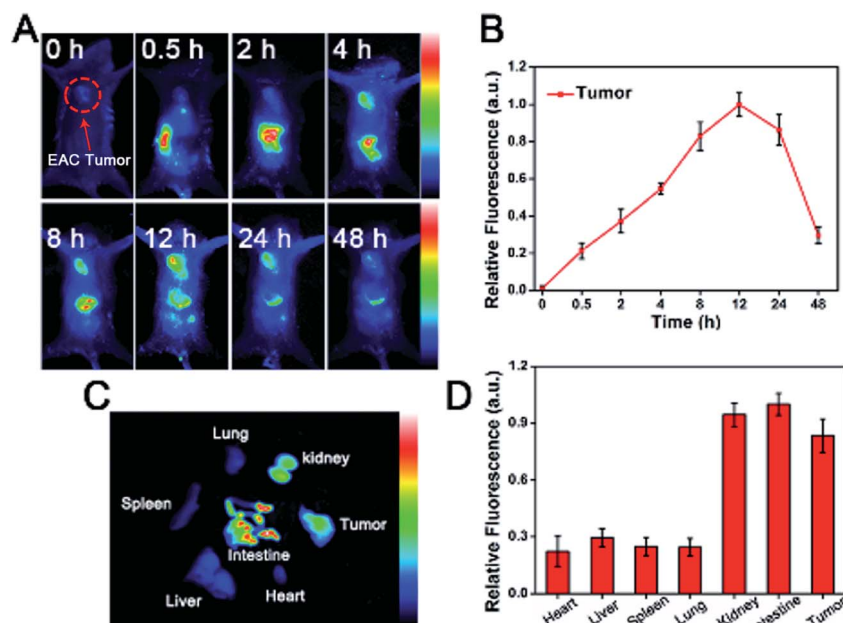 A
0 h
0.5 h
2 h
4 h
EAC Tumor
8 h
12 h
24 h
48 h
B
Relative Fluorescence (a.u.)
1.2
1.0
0.8
0.6
0.4
0.2
0.0
Tumor
0 0.5 2 4 8 12 24 48
Time (h)
C
Lung
kidney
Spleen
Tumor
Intestine
Liver
Heart
D
Relative Fluorescence (a.u.)
1.2
0.9
0.6
0.3
0.0
Heart Liver Spleen Lung Kidney Intestine Tumor